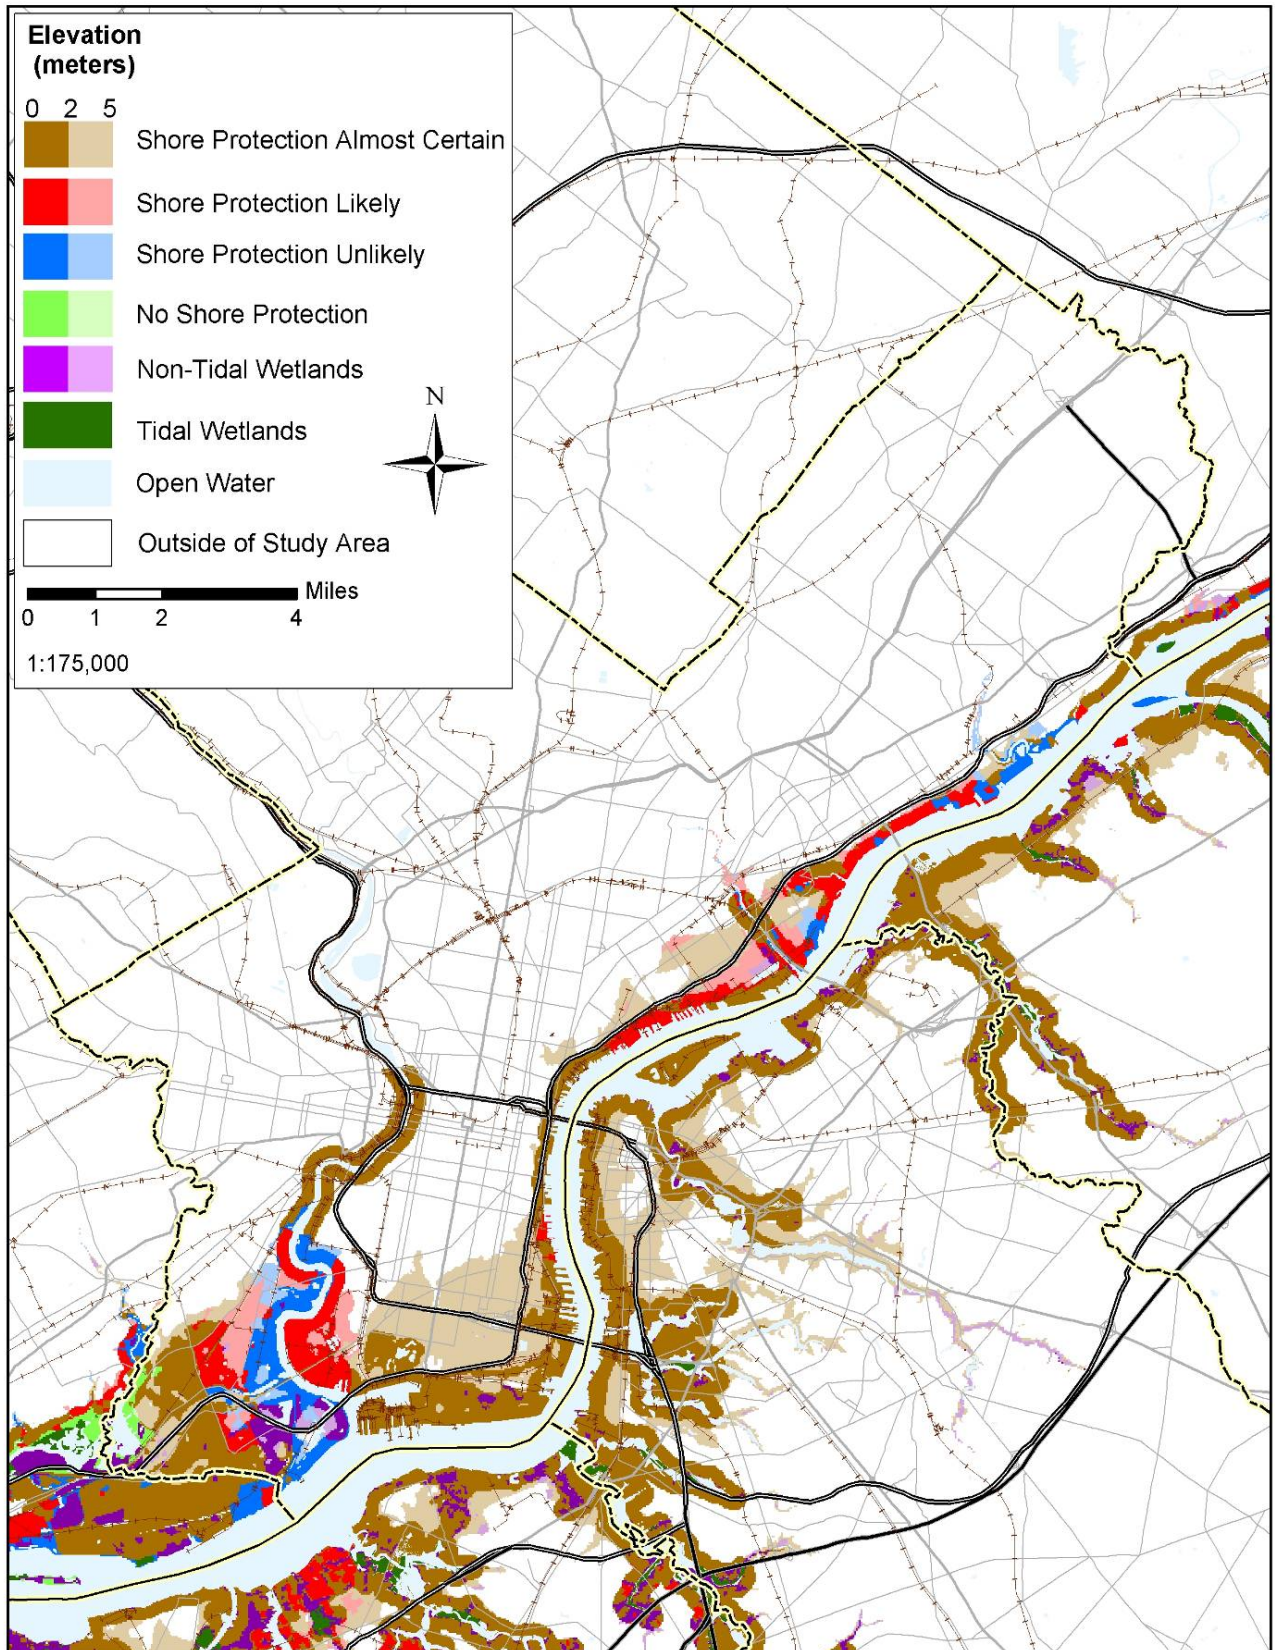 Elevation
(meters)
0 2 5
Shore Protection Almost Certain
Shore Protection Likely
Shore Protection Unlikely
No Shore Protection
Non-Tidal Wetlands
N
Tidal Wetlands
Open Water
Outside of Study Area
Miles
0 1 2 4
1:175,000